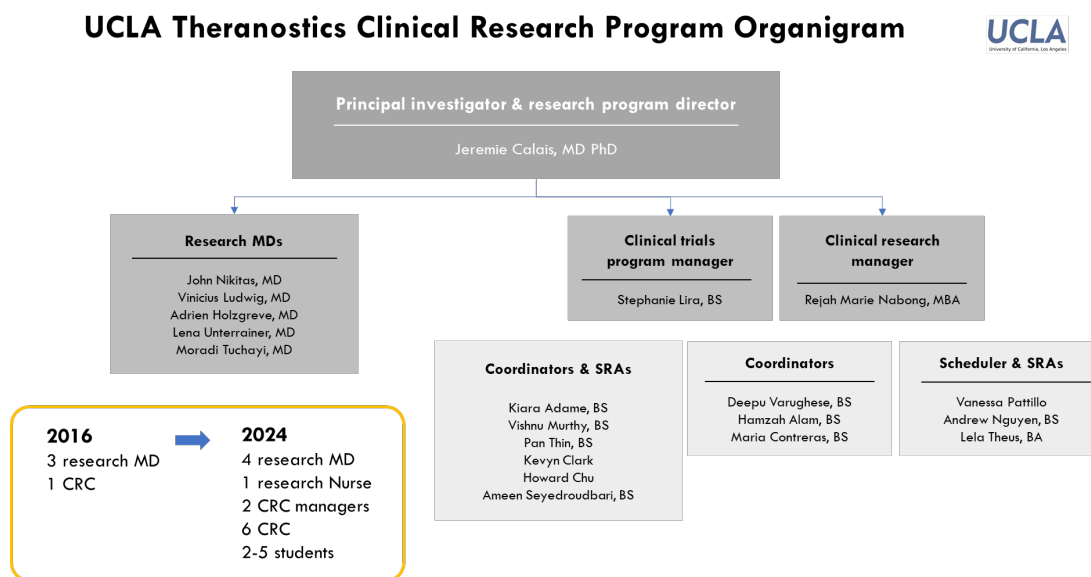 UCLA Theranostics Clinical Research Program Organigram
UCLA
University of California, Los Angeles
Principal investigator & research program director
Jeremie Calais, MD PhD
Research MDs
John Nikitas, MD
Vinicius Ludwig, MD
Adrien Holzgreve, MD
Lena Unterrainer, MD
Moradi Tuchayi, MD
Clinical trials
program manager
Stephanie Lira, BS
Clinical research
manager
Rejah Marie Nabong, MBA
Coordinators & SRAs
Kiara Adame, BS
Vishnu Murthy, BS
Pan Thin, BS
Kevyn Clark
Howard Chu
Ameen Seyedroudbari, BS
Coordinators
Deepu Varughese, BS
Hamzah Alam, BS
Maria Contreras, BS
Scheduler & SRAs
Vanessa Pattillo
Andrew Nguyen, BS
Lela Theus, BA
2016
3 research MD
1 CRC
2024
4 research MD
1 research Nurse
2 CRC managers
6 CRC
2-5 students